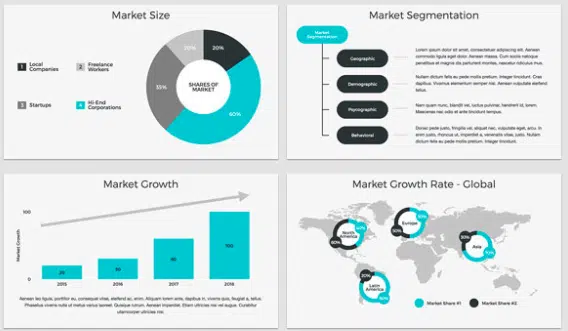 Market Size
1 Local Companies
2 Freelance Workers
3 Startups
4 Hi-End Corporations
20%
20%
35%
60%
SHARES OF
MARKET
Market Segmentation
Market
Segmentation
Geographic
Demographic
Psycographic
Behavioral
Lorem ipsum dolor sit amet, consectetuer adipiscing elit. Aenean
commodo ligula eget dolor. Aenean massa. Cum sociis natoque
penatibus et magnis dis parturient montes, nascetur ridiculus mus.
Nullam dictum felis eu pede mollis pretium. Integer tincidunt. Cras
dapibus. Vivamus elementum semper nisi. Aenean vulputate eleifend
tellus.
Nam quam nunc, blandit vel, luctus pulvinar, hendrerit id, lorem.
Maecenas nec odio et ante tincidunt tempus.
Donec pede justo, fringilla vel, aliquet nec, vulputate eget, arcu. In
enim justo, rhoncus ut, imperdiet a, venenatis vitae, justo. Nullam
dictum felis eu pede mollis pretium. Integer tincidunt.
Market Growth
Market Growth
100
0
100
2015
2016
2017
2018
Aenean leo ligula, porttitor eu, consequat vitae, eleifend ac, enim. Aliquam lorem ante, dapibus in, viverra quis, feugiat a, tellus.
Phasellus viverra nulla ut metus varius laoreet. Quisque rutrum. Aenean imperdiet. Etiam ultricies nisi vel augue. Curabitur
ullamcorper ultricies nisi.
Market Growth Rate - Global
North
America
60%
40%
Europe
50%
50%
Asia
30%
70%
Latin
America
20%
80%
Market Share #1
Market Share #2